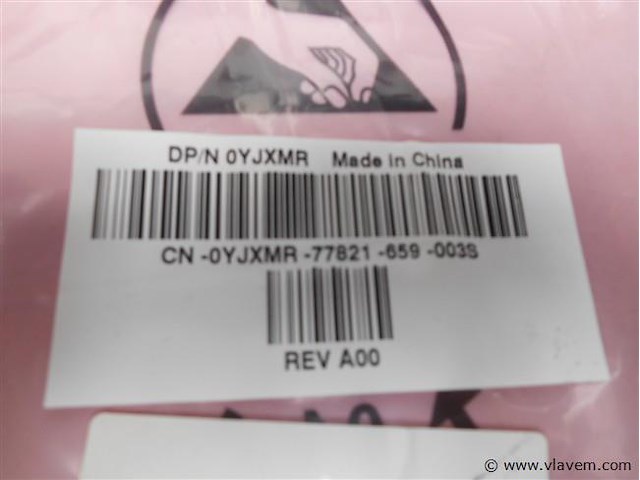 DP/N 0YJXMR Made in China
CN -0YJXMR -77821 -659 -003S
REV A00
© www.vlavem.com